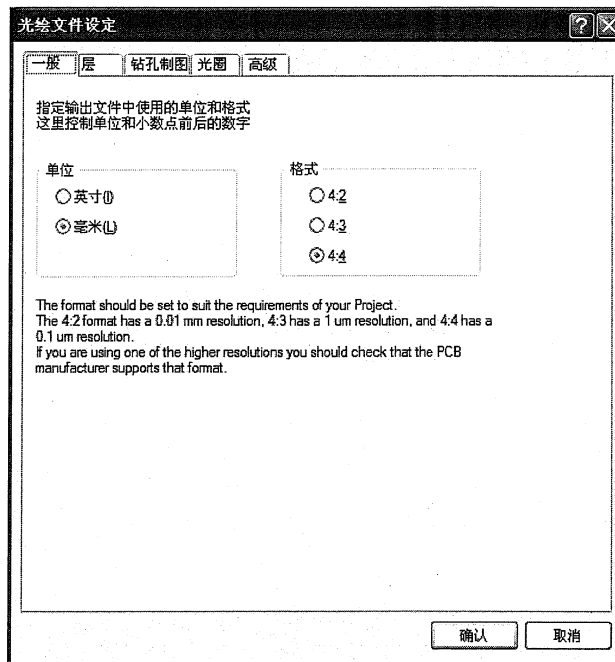 光绘文件设定
一般 层 钻孔制图 光圈 高级
指定输出文件中使用的单位和格式
这里控制单位和小数点前后的数字
单位 格式
英寸(I) 4:2
毫米(L) 4:3
4:4
The format should be set to suit the requirements of your Project.
The 4:2 format has a 0.01 mm resolution, 4:3 has a 1 um resolution, and 4:4 has a
0.1 um resolution.
If you are using one of the higher resolutions you should check that the PCB
manufacturer supports that format.
确认 取消